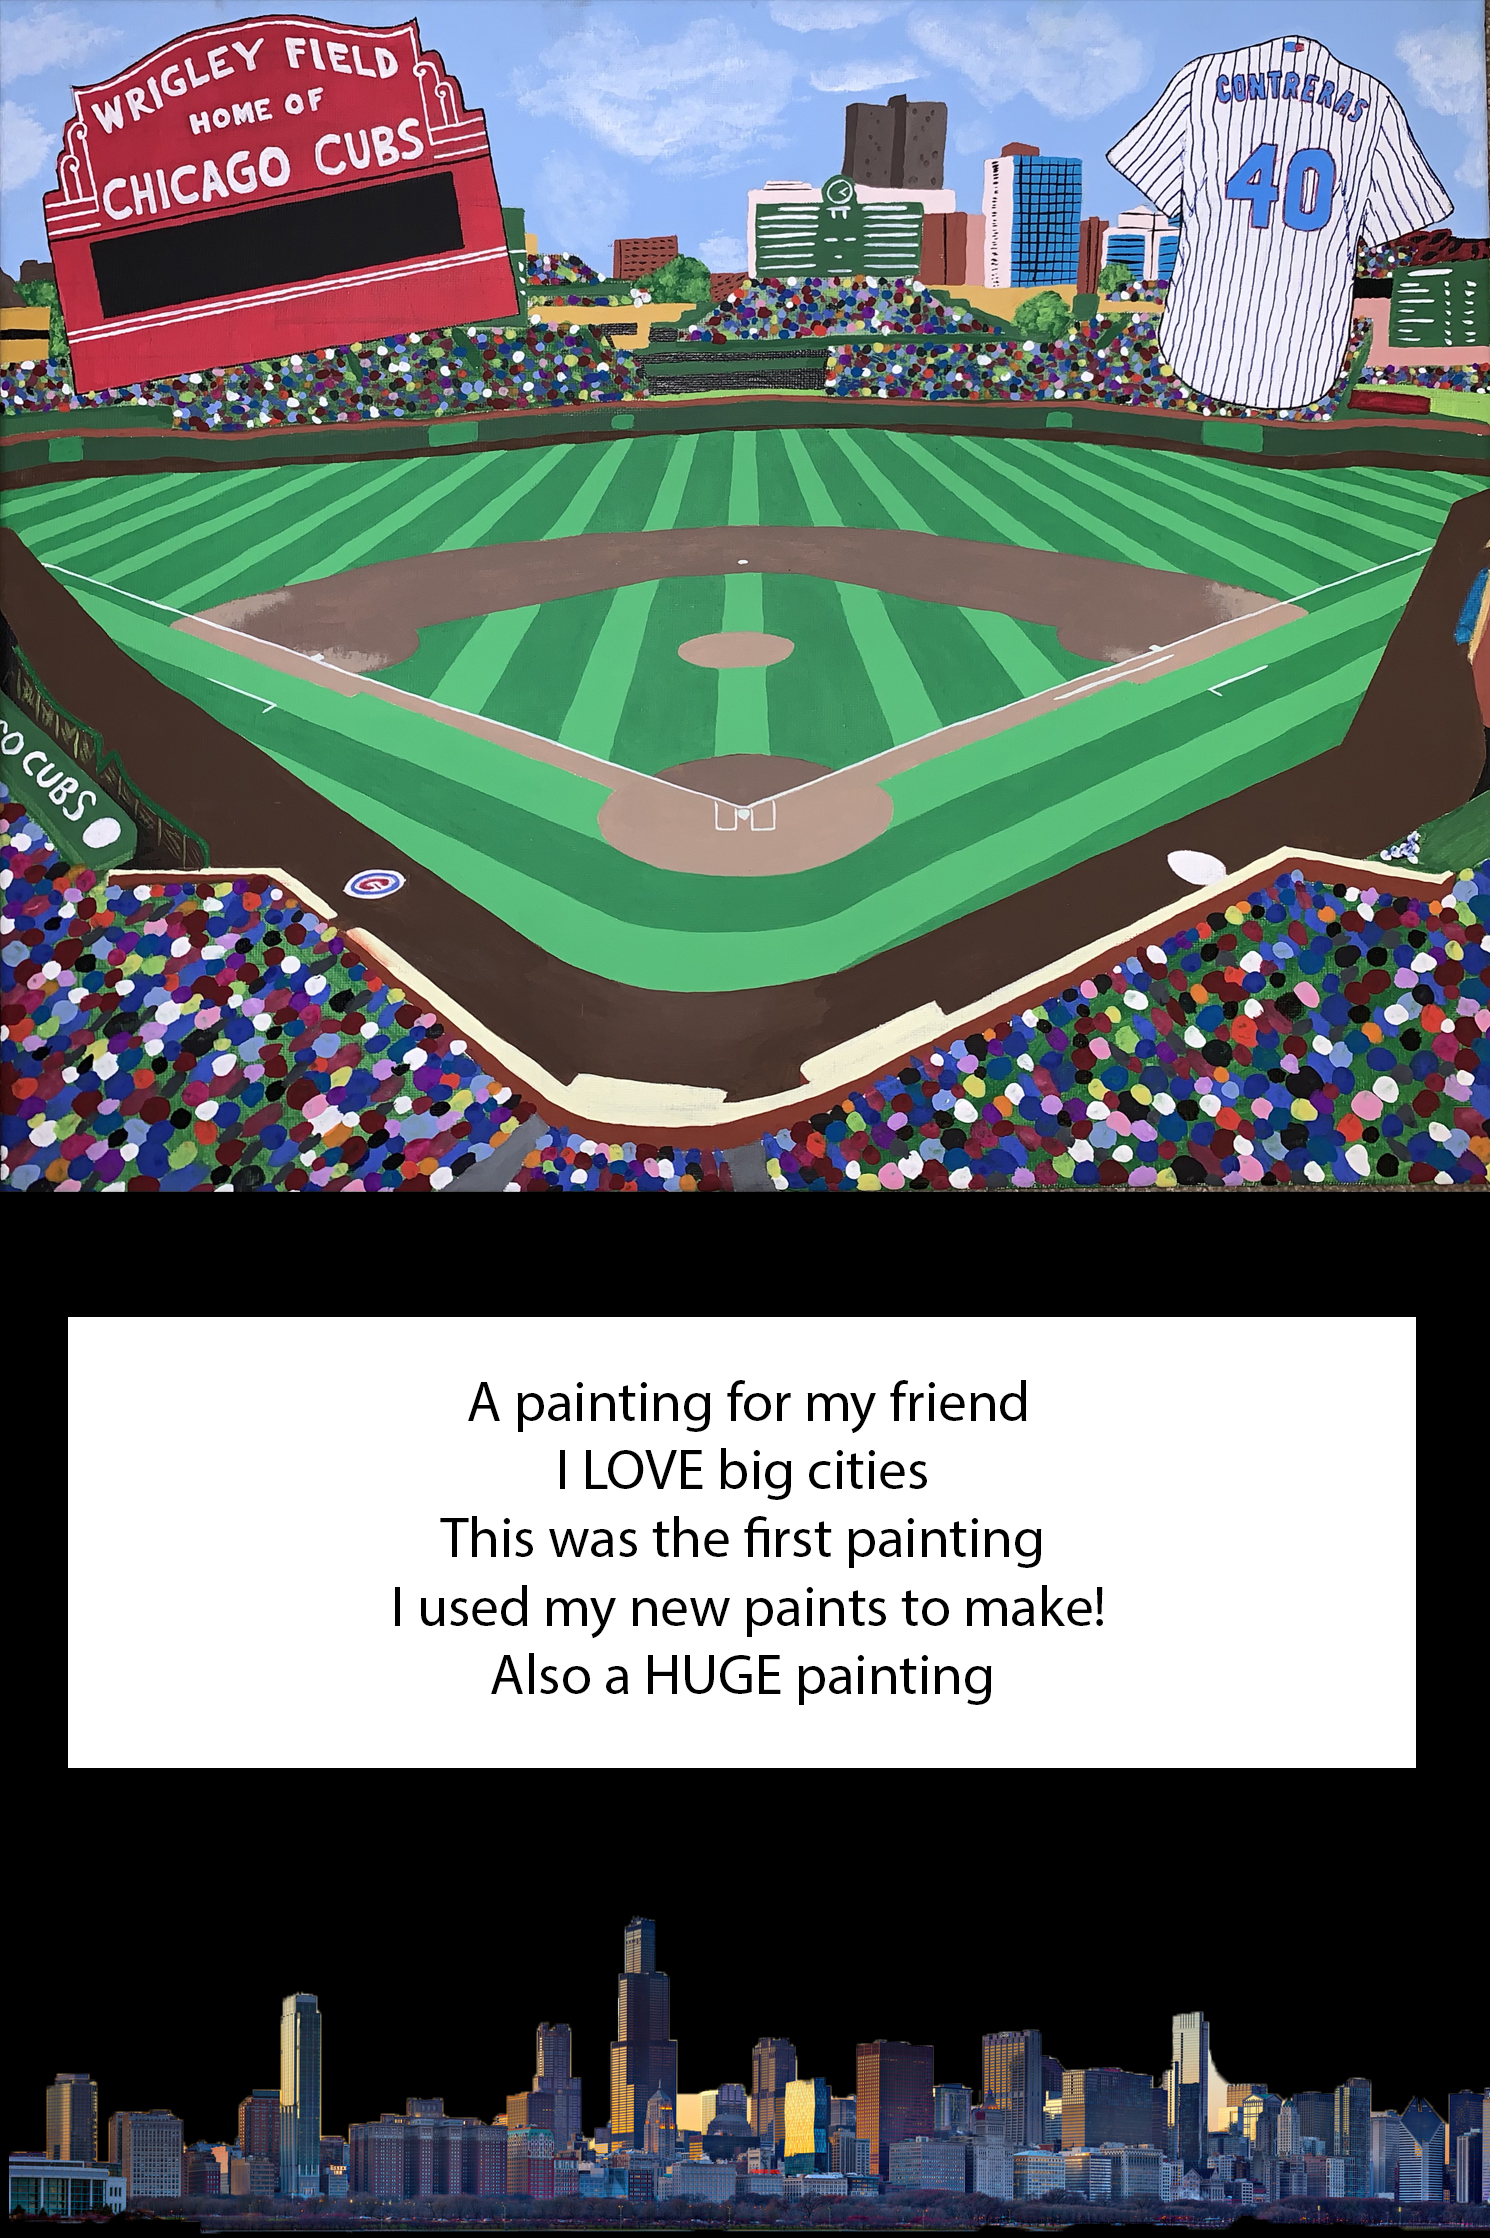 WRIGLEY FIELD
HOME OF
CHICAGO CUBS
CONTRERAS
40
GO CUBS
A painting for my friend
I LOVE big cities
This was the first painting
I used my new paints to make!
Also a HUGE painting